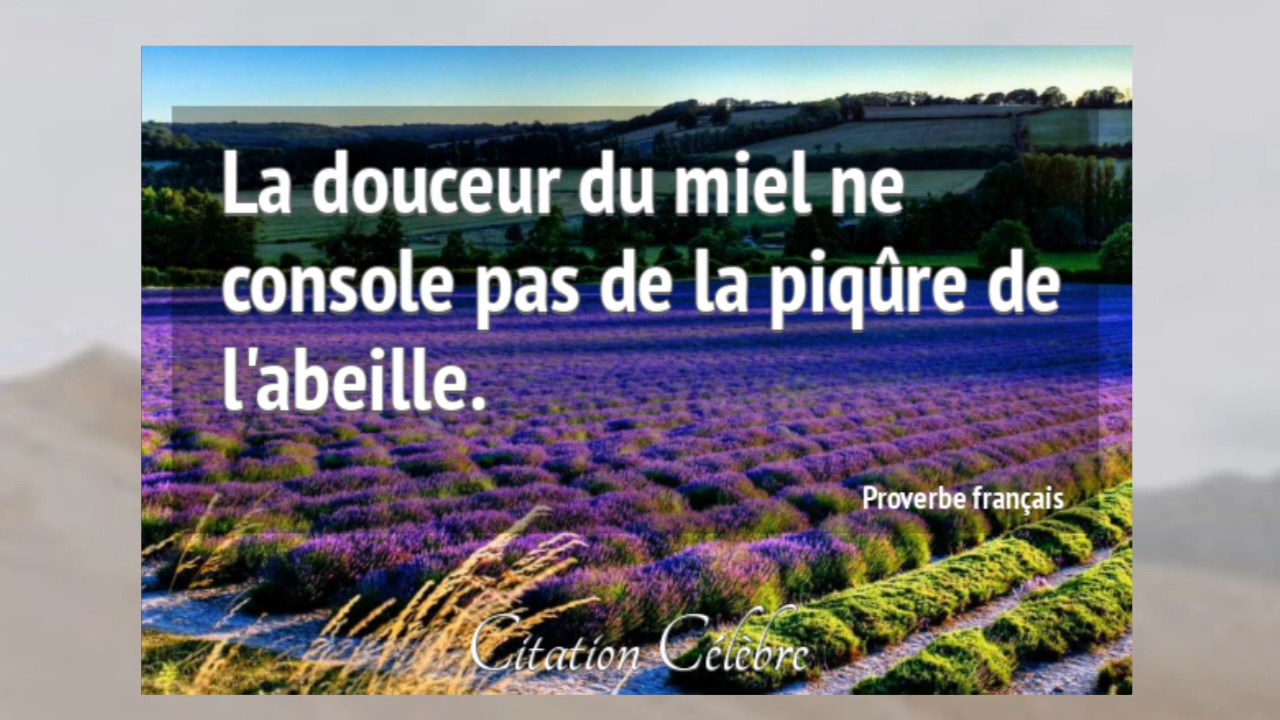 La douceur du miel ne
console pas de la piqûre de
l'abeille.
Proverbe français
Citation Célèbre